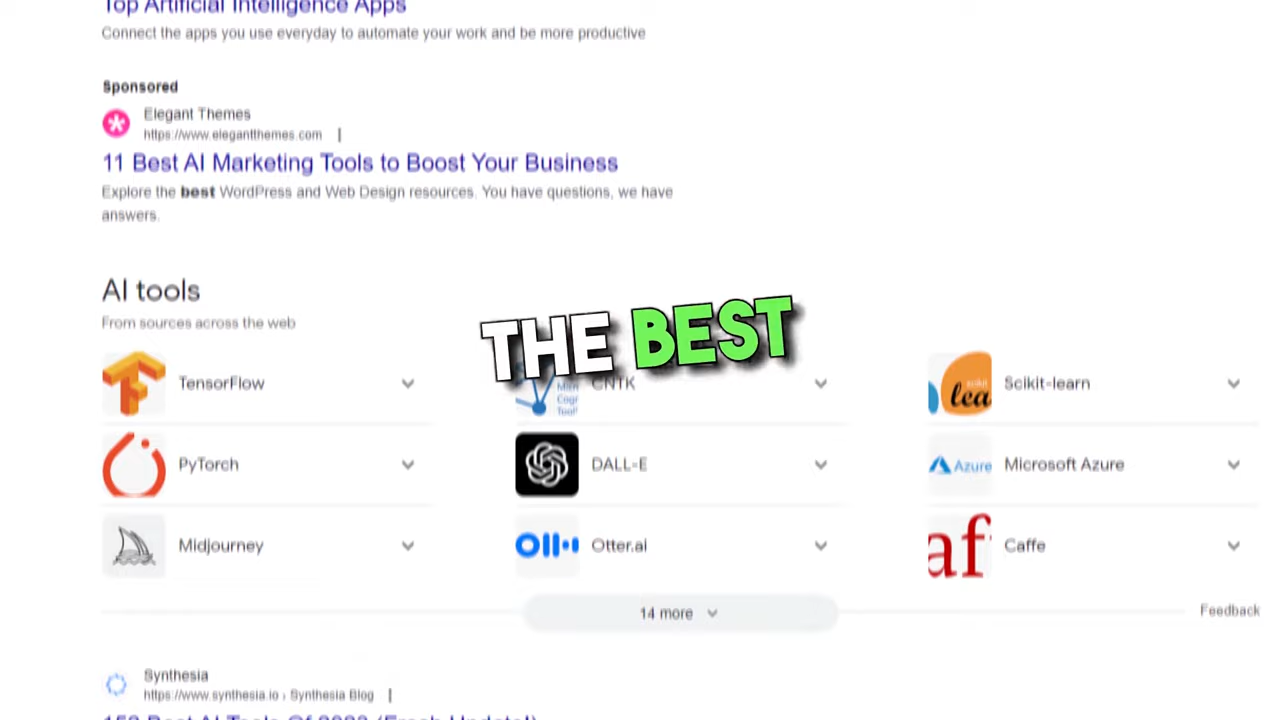 Top Artificial Intelligence Apps
Connect the apps you use everyday to automate your work and be more productive
Sponsored
Elegant Themes
https://www.elegantthemes.com
11 Best AI Marketing Tools to Boost Your Business
Explore the best WordPress and Web Design resources. You have questions, we have
answers.
AI tools
From sources across the web
THE BEST
TensorFlow
CNTK
Scikit-learn
PyTorch
DALL-E
Microsoft Azure
Midjourney
Otter.ai
Caffe
14 more
Feedback
Synthesia
https://www.synthesia.io › Synthesia Blog